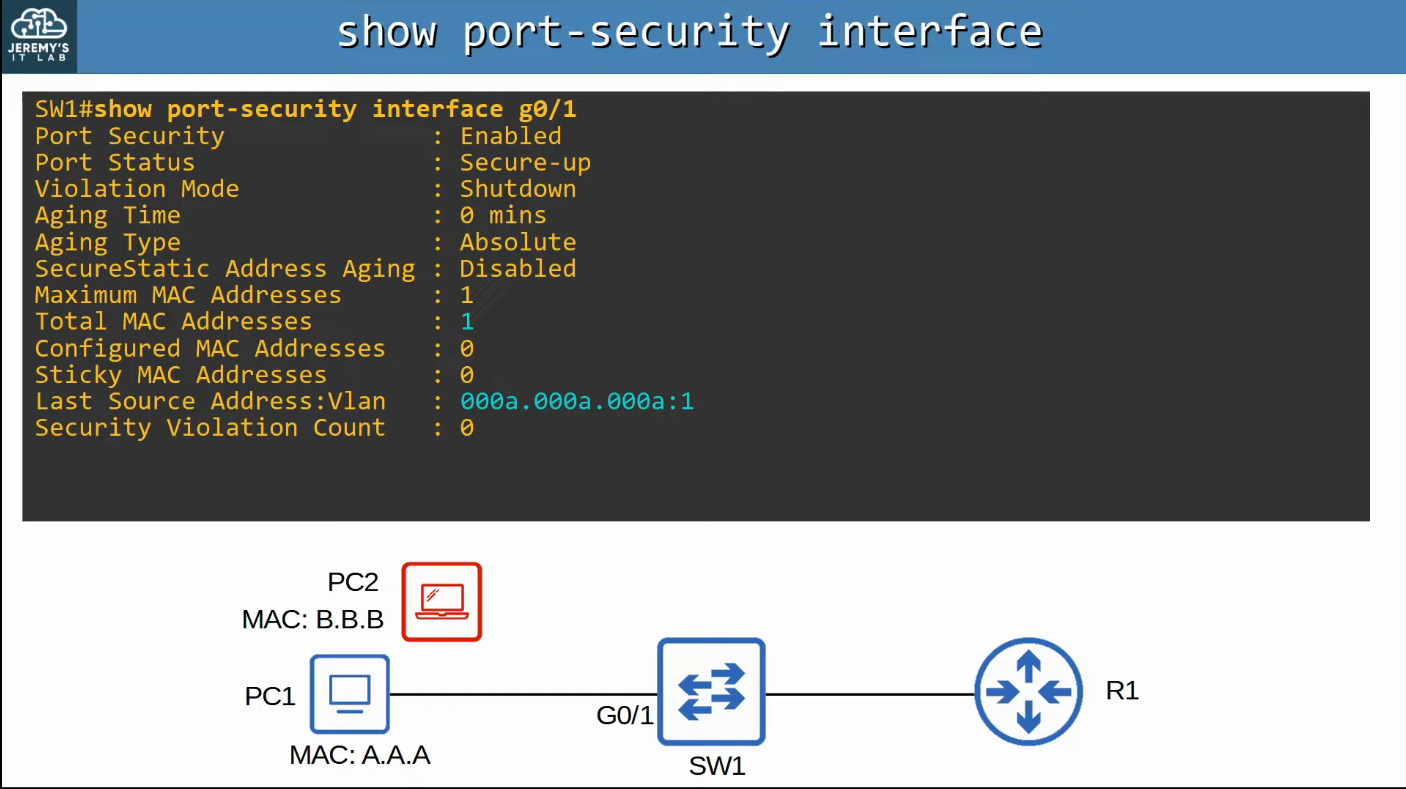 JEREMY'S
IT LAB
show port-security interface
SW1#show port-security interface g0/1
Port Security : Enabled
Port Status : Secure-up
Violation Mode : Shutdown
Aging Time : 0 mins
Aging Type : Absolute
SecureStatic Address Aging : Disabled
Maximum MAC Addresses : 1
Total MAC Addresses : 1
Configured MAC Addresses : 0
Sticky MAC Addresses : 0
Last Source Address:Vlan : 000a.000a.000a:1
Security Violation Count : 0
PC2
MAC: B.B.B
PC1
MAC: A.A.A
G0/1
SW1
R1